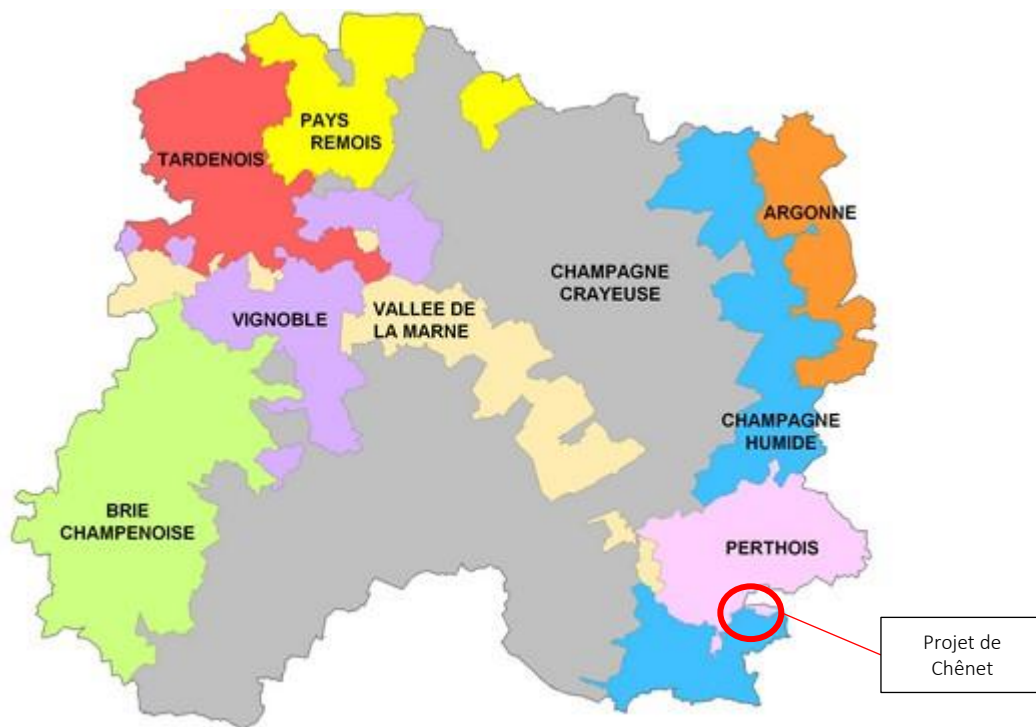 PAYS
REMOIS
TARDENOIS
ARGONNE
CHAMPAGNE
CRAYEUSE
VIGNOBLE
VALLEE DE
LA MARNE
CHAMPAGNE
HUMIDE
BRIE
CHAMPENOISE
PERTHOIS
Projet de
Chênet